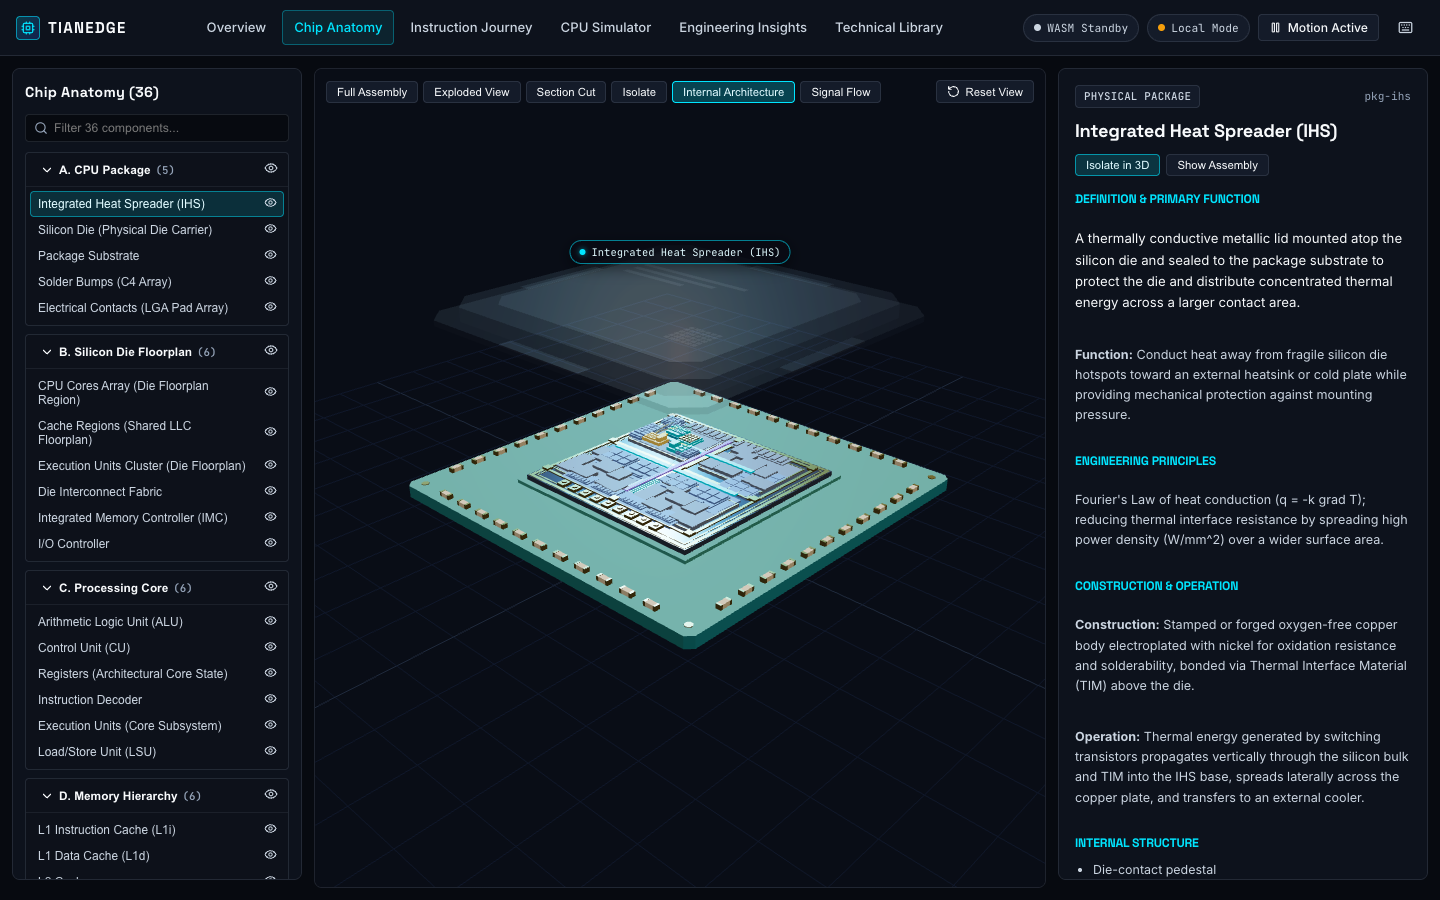 TIANEDGE
Overview
Chip Anatomy
Instruction Journey
CPU Simulator
Engineering Insights
Technical Library
WASM Standby
Local Mode
Motion Active
Chip Anatomy (36)
Filter 36 components...
A. CPU Package (5)
Integrated Heat Spreader (IHS)
Silicon Die (Physical Die Carrier)
Package Substrate
Solder Bumps (C4 Array)
Electrical Contacts (LGA Pad Array)
B. Silicon Die Floorplan (6)
CPU Cores Array (Die Floorplan
Region)
Cache Regions (Shared LLC
Floorplan)
Execution Units Cluster (Die Floorplan)
Die Interconnect Fabric
Integrated Memory Controller (IMC)
I/O Controller
C. Processing Core (6)
Arithmetic Logic Unit (ALU)
Control Unit (CU)
Registers (Architectural Core State)
Instruction Decoder
Execution Units (Core Subsystem)
Load/Store Unit (LSU)
D. Memory Hierarchy (6)
L1 Instruction Cache (L1i)
L1 Data Cache (L1d)
Full Assembly
Exploded View
Section Cut
Isolate
Internal Architecture
Signal Flow
Reset View
Integrated Heat Spreader (IHS)
PHYSICAL PACKAGE
pkg-ihs
Integrated Heat Spreader (IHS)
Isolate in 3D
Show Assembly
DEFINITION & PRIMARY FUNCTION
A thermally conductive metallic lid mounted atop the
silicon die and sealed to the package substrate to
protect the die and distribute concentrated thermal
energy across a larger contact area.
Function: Conduct heat away from fragile silicon die
hotspots toward an external heatsink or cold plate while
providing mechanical protection against mounting
pressure.
ENGINEERING PRINCIPLES
Fourier's Law of heat conduction (q = -k grad T);
reducing thermal interface resistance by spreading high
power density (W/mm^2) over a wider surface area.
CONSTRUCTION & OPERATION
Construction: Stamped or forged oxygen-free copper
body electroplated with nickel for oxidation resistance
and solderability, bonded via Thermal Interface Material
(TIM) above the die.
Operation: Thermal energy generated by switching
transistors propagates vertically through the silicon bulk
and TIM into the IHS base, spreads laterally across the
copper plate, and transfers to an external cooler.
INTERNAL STRUCTURE
• Die-contact pedestal